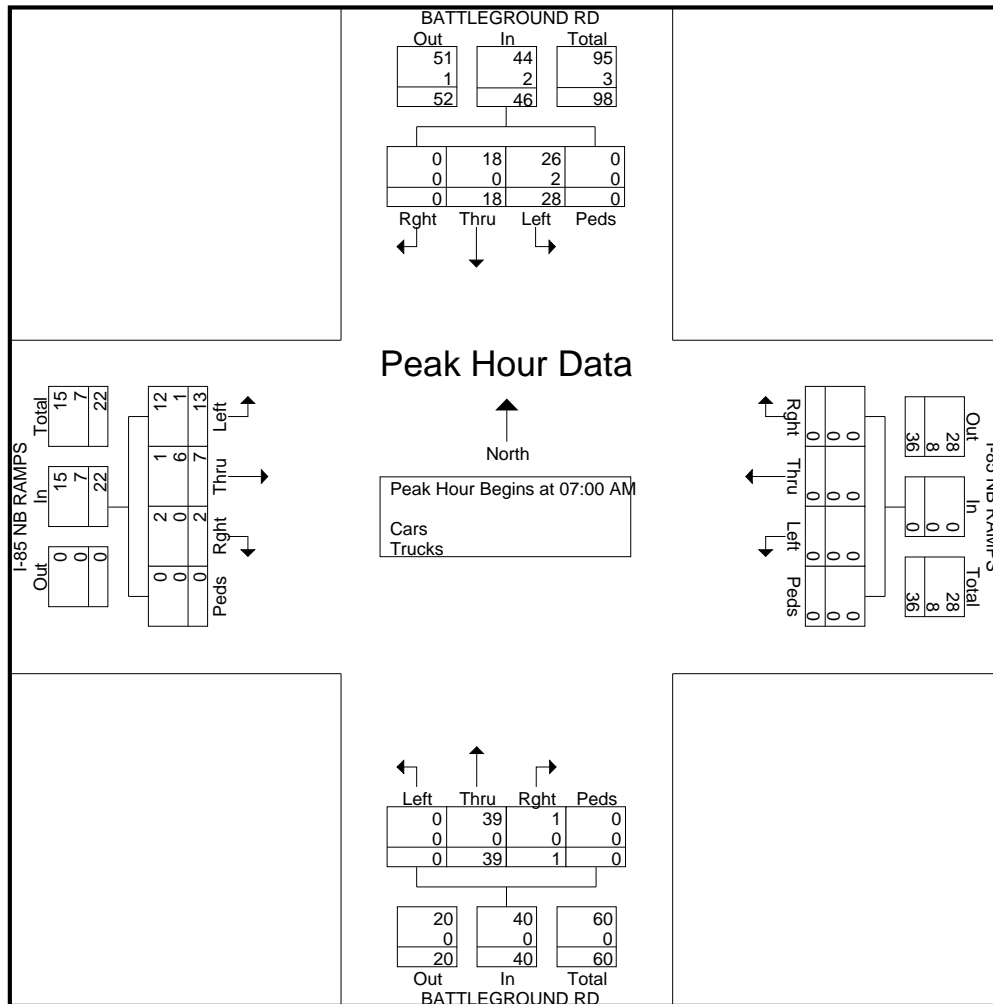 BATTLEGROUND RD
Out In Total
51 44 95
1 2 3
52 46 98
0 18 26 0
0 0 2 0
0 18 28 0
Rght Thru Left Peds
Peak Hour Data
North
Peak Hour Begins at 07:00 AM
Cars
Trucks
I-85 NB RAMPS
Out In Total
0 15 15
0 7 7
0 22 22
0 2 1 12
0 0 6 1
0 2 7 13
Peds Rght Thru Left
I-85 NB RAMPS
Out In Total
28 0 28
8 0 8
36 0 36
0 0 0 0
0 0 0 0
0 0 0 0
Rght Thru Left Peds
Left Thru Rght Peds
0 39 1 0
0 0 0 0
0 39 1 0
20 40 60
0 0 0
20 40 60
Out In Total
BATTLEGROUND RD